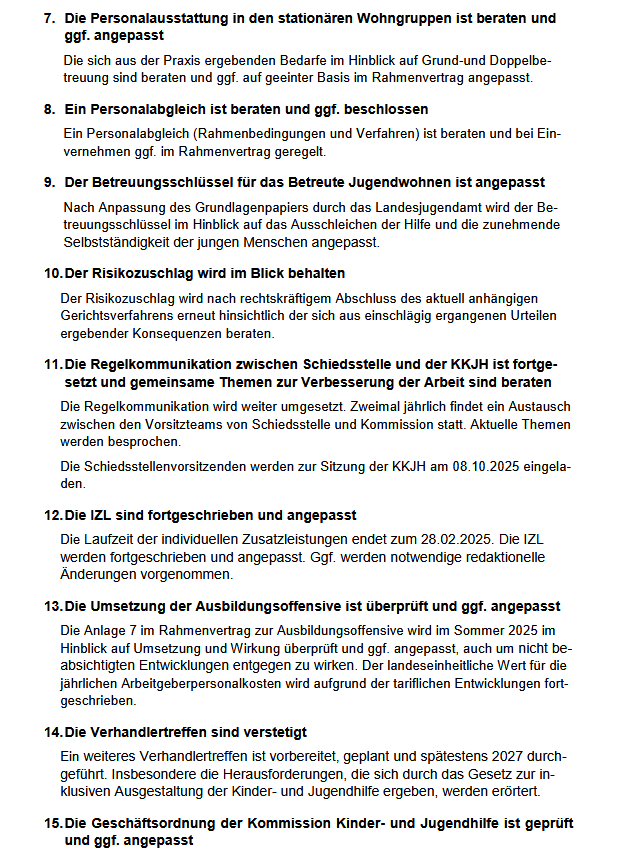 7. Die Personalausstattung in den stationären Wohngruppen ist beraten und
ggf. angepasst
Die sich aus der Praxis ergebenden Bedarfe im Hinblick auf Grund-und Doppelbe-
treuung sind beraten und ggf. auf geeinter Basis im Rahmenvertrag angepasst.
8. Ein Personalabgleich ist beraten und ggf. beschlossen
Ein Personalabgleich (Rahmenbedingungen und Verfahren) ist beraten und bei Ein-
vernehmen ggf. im Rahmenvertrag geregelt.
9. Der Betreuungsschlüssel für das Betreute Jugendwohnen ist angepasst
Nach Anpassung des Grundlagenpapiers durch das Landesjugendamt wird der Be-
treuungsschlüssel im Hinblick auf das Ausschleichen der Hilfe und die zunehmende
Selbstständigkeit der jungen Menschen angepasst.
10. Der Risikozuschlag wird im Blick behalten
Der Risikozuschlag wird nach rechtskräftigem Abschluss des aktuell anhängigen
Gerichtsverfahrens erneut hinsichtlich der sich aus einschlägig ergangenen Urteilen
ergebender Konsequenzen beraten.
11. Die Regelkommunikation zwischen Schiedsstelle und der KKJH ist fortge-
setzt und gemeinsame Themen zur Verbesserung der Arbeit sind beraten
Die Regelkommunikation wird weiter umgesetzt. Zweimal jährlich findet ein Austausch
zwischen den Vorsitzteams von Schiedsstelle und Kommission statt. Aktuelle Themen
werden besprochen.
Die Schiedsstellenvorsitzenden werden zur Sitzung der KKJH am 08.10.2025 eingela-
den.
12. Die IZL sind fortgeschrieben und angepasst
Die Laufzeit der individuellen Zusatzleistungen endet zum 28.02.2025. Die IZL
werden fortgeschrieben und angepasst. Ggf. werden notwendige redaktionelle
Änderungen vorgenommen.
13. Die Umsetzung der Ausbildungsoffensive ist überprüft und ggf. angepasst
Die Anlage 7 im Rahmenvertrag zur Ausbildungsoffensive wird im Sommer 2025 im
Hinblick auf Umsetzung und Wirkung überprüft und ggf. angepasst, auch um nicht be-
absichtigten Entwicklungen entgegen zu wirken. Der landeseinheitliche Wert für die
jährlichen Arbeitgeberpersonalkosten wird aufgrund der tariflichen Entwicklungen fort-
geschrieben.
14. Die Verhandlertreffen sind verstetigt
Ein weiteres Verhandlertreffen ist vorbereitet, geplant und spätestens 2027 durch-
geführt. Insbesondere die Herausforderungen, die sich durch das Gesetz zur in-
klusiven Ausgestaltung der Kinder- und Jugendhilfe ergeben, werden erörtert.
15. Die Geschäftsordnung der Kommission Kinder- und Jugendhilfe ist geprüft
und ggf. angepasst